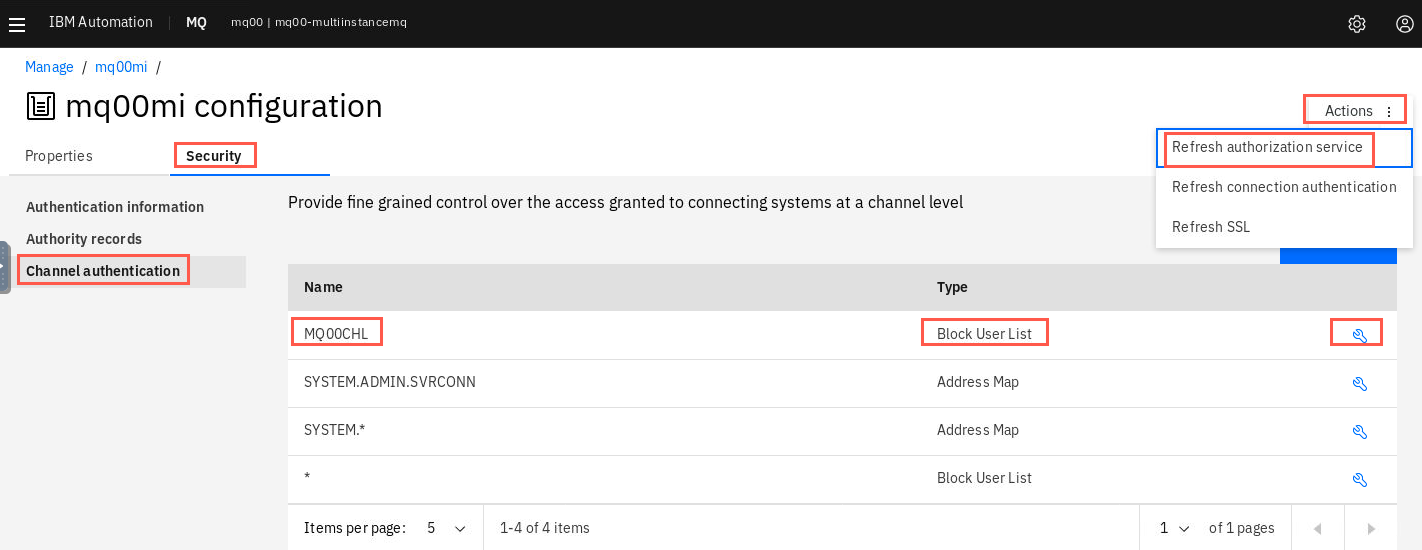 IBM Automation MQ mq00 | mq00-multiinstancemq
Manage / mq00mi /
mq00mi configuration
Actions
Properties Security
Refresh authorization service
Refresh connection authentication
Refresh SSL
Authentication information
Authority records
Channel authentication
Provide fine grained control over the access granted to connecting systems at a channel level
Name Type
MQ00CHL Block User List
SYSTEM.ADMIN.SVRCONN Address Map
SYSTEM.* Address Map
* Block User List
Items per page: 5 1-4 of 4 items 1 of 1 pages